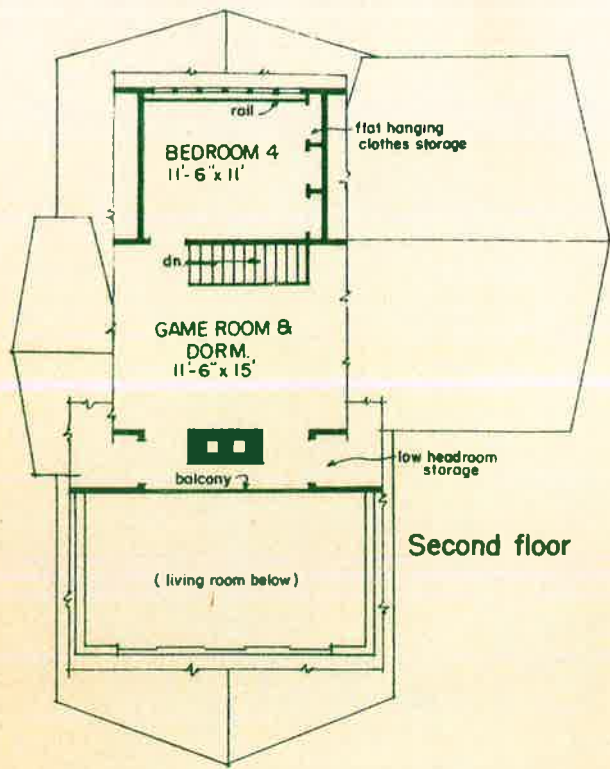 rail
flat hanging
clothes storage
BEDROOM 4
11'-6" x 11'
dn.
GAME ROOM &
DORM.
11'-6" x 15'
low headroom
storage
balcony
Second floor
( living room below )